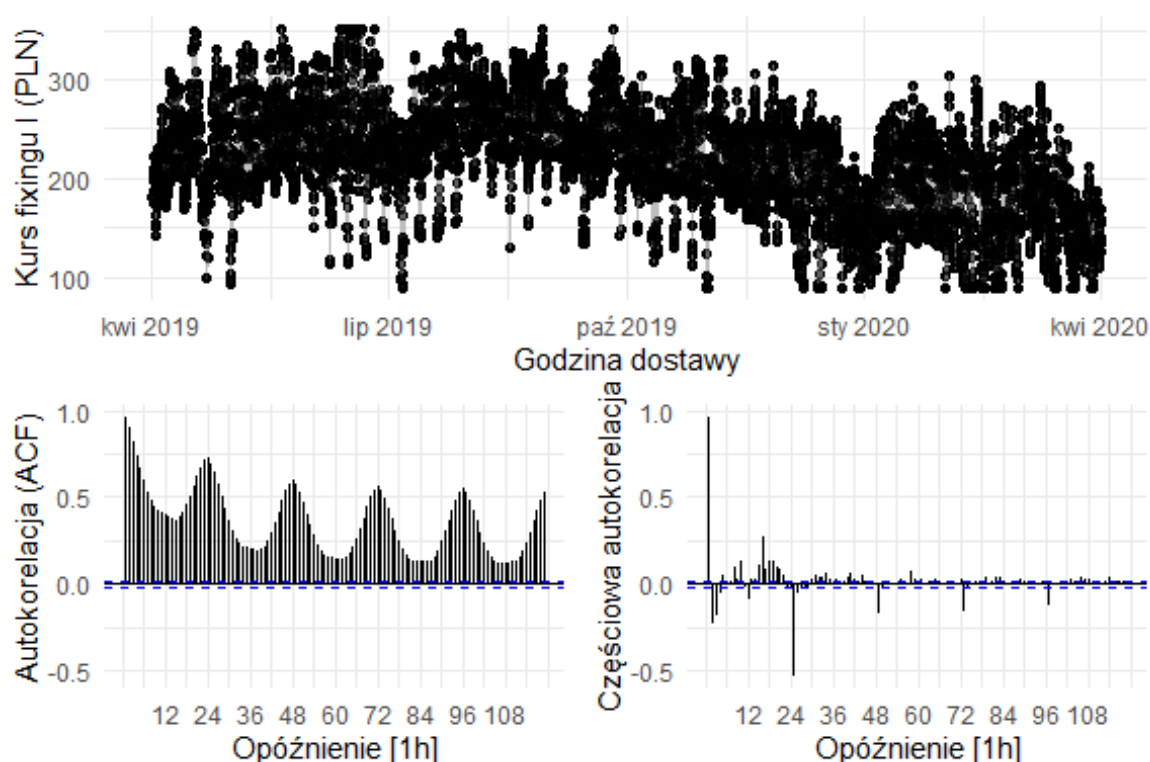 Kurs fixingu I (PLN)
300
200
100
kwi 2019 lip 2019 paź 2019 sty 2020 kwi 2020
Godzina dostawy
Autokorelacja (ACF)
1.0
0.5
0.0
-0.5
12 24 36 48 60 72 84 96 108
Opóźnienie [1h]
Częściowa autokorelacja
1.0
0.5
0.0
-0.5
12 24 36 48 60 72 84 96 108
Opóźnienie [1h]